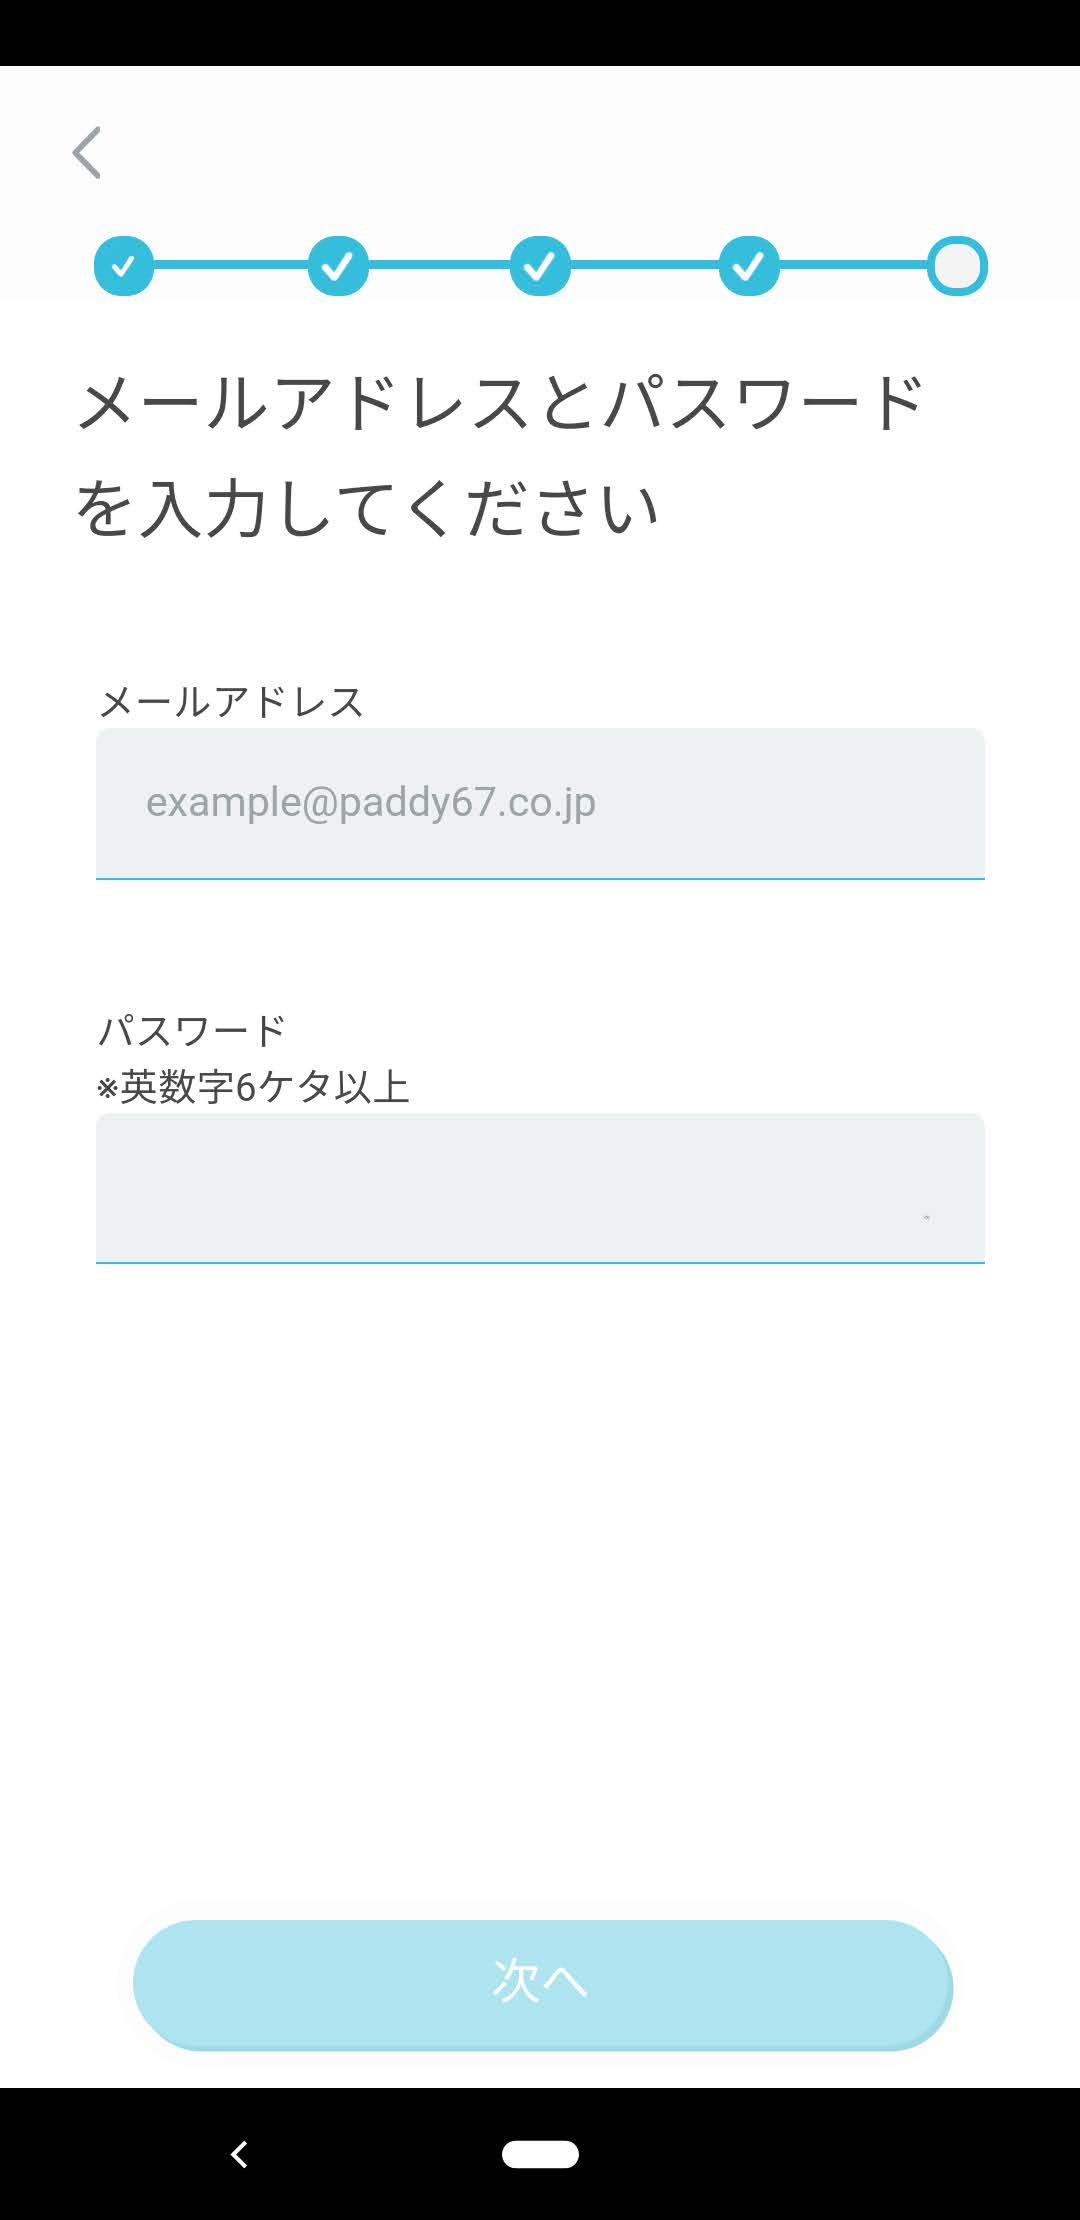 メールアドレスとパスワード
を入力してください
メールアドレス
example@paddy67.co.jp
パスワード
※英数字6ケタ以上
次へ